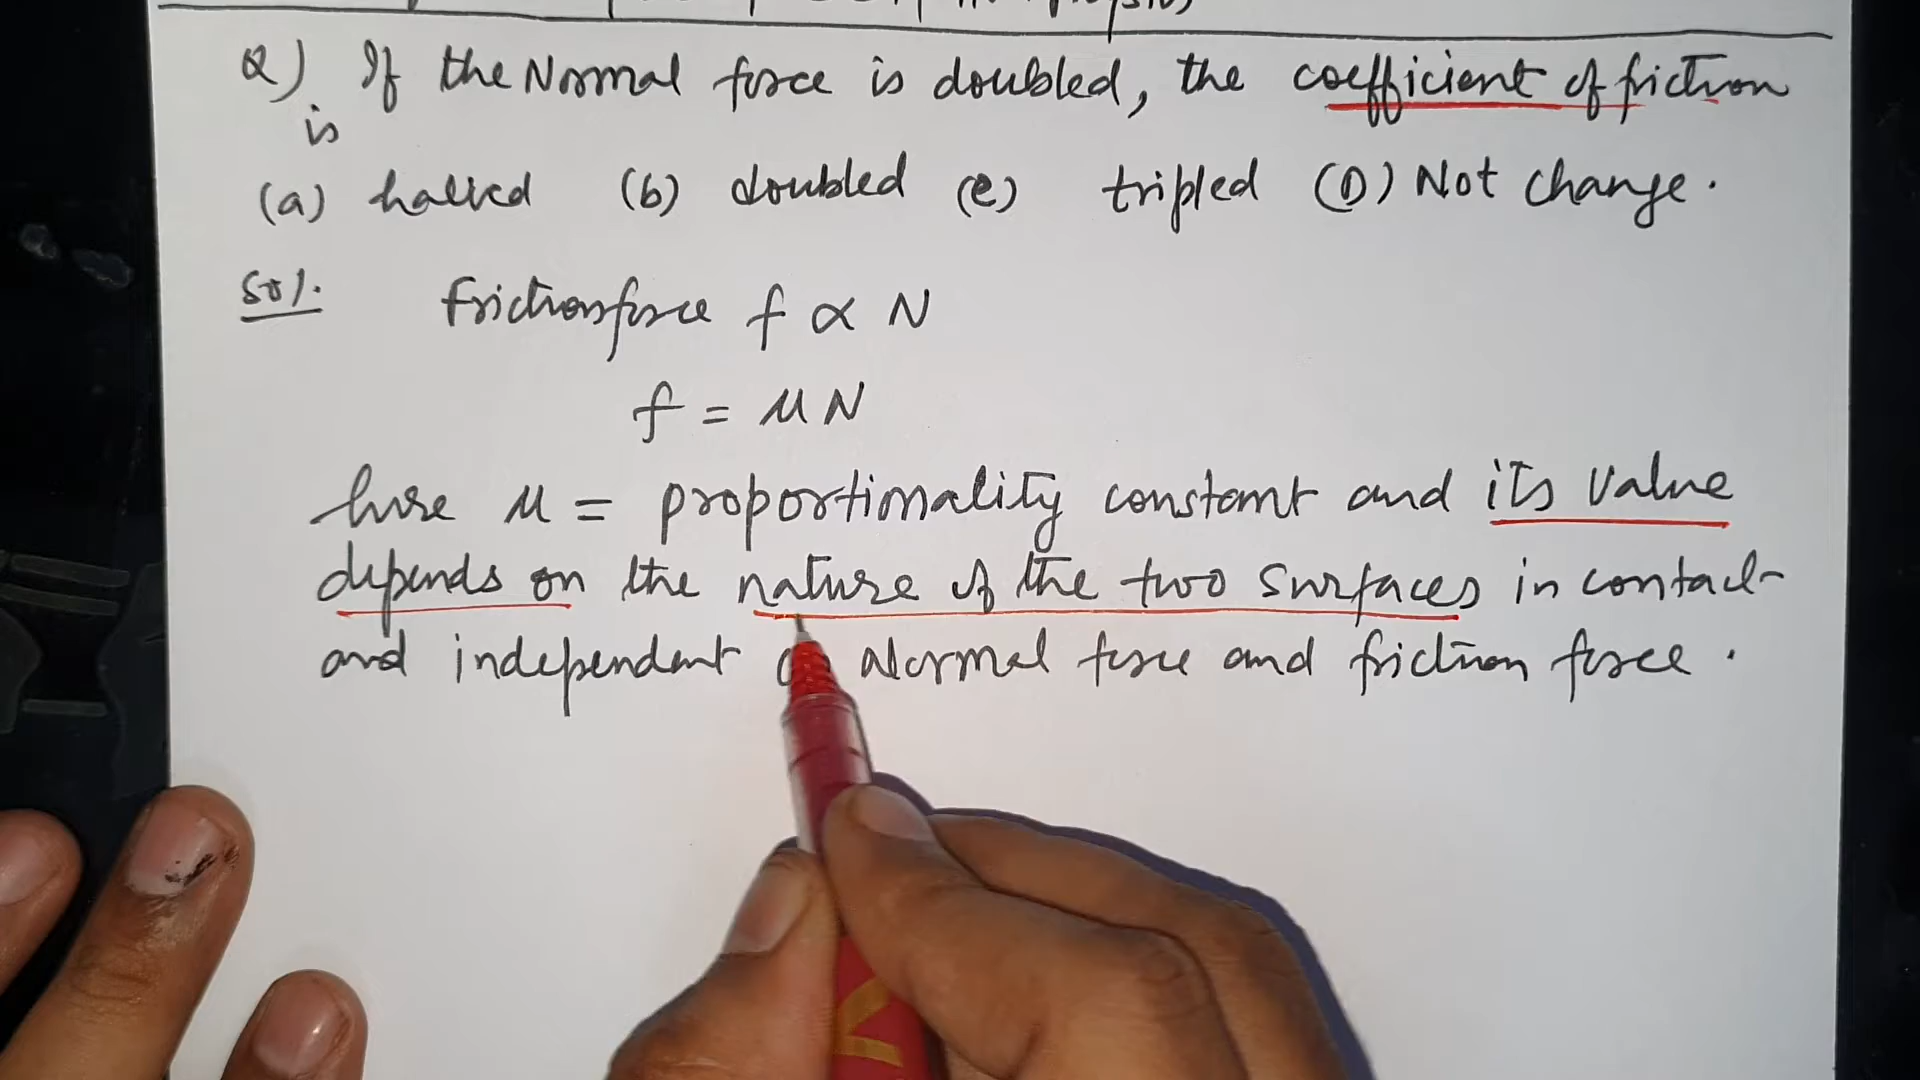 Q) If the Normal force is doubled, the coefficient of friction
is
(a) halved (b) doubled (c) tripled (D) Not change.
Sol.
Friction force f ∝ N
f = μN
here μ = proportionality constant and its value
depends on the nature of the two surfaces in contact
and independent Normal force and friction force.